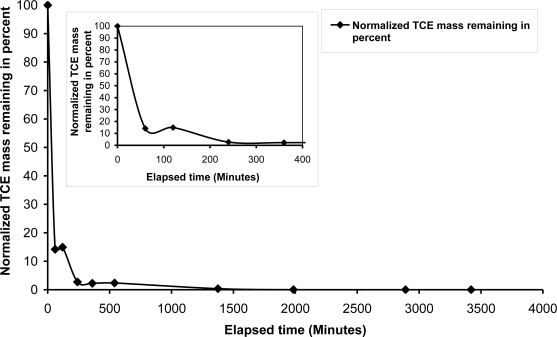 Normalized TCE mass remaining in percent
100
90
80
70
60
50
40
30
20
10
0
0 500 1000 1500 2000 2500 3000 3500 4000
Elapsed time (Minutes)
Normalized TCE mass
remaining in percent
100
90
80
70
60
50
40
30
20
10
0
0 100 200 300 400
Elapsed time (Minutes)
Normalized TCE mass remaining in
percent